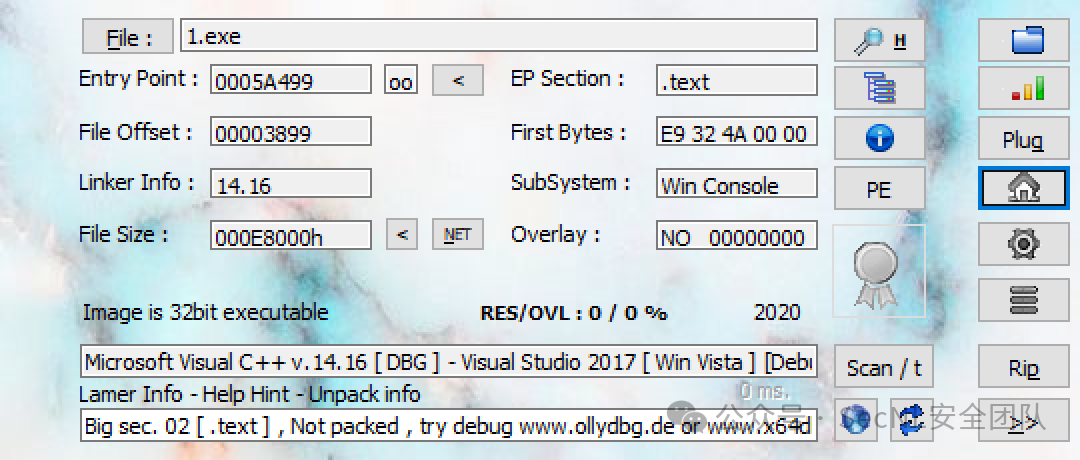 File : 1.exe H
Entry Point : 0005A499 oo < EP Section : .text
File Offset : 00003899 First Bytes : E9 32 4A 00 00 Plug
Linker Info : 14.16 SubSystem : Win Console PE
File Size : 000E8000h < NET Overlay : NO 00000000
Image is 32bit executable RES/OVL : 0 / 0 % 2020
Microsoft Visual C++ v.14.16 [ DBG ] - Visual Studio 2017 [ Win Vista ] [Debu Scan / t Rip
Lamer Info - Help Hint - Unpack info 0 ms.
Big sec. 02 [ .text ] , Not packed , try debug www.ollydbg.de or www.x64d >>
公众号 · 安全团队